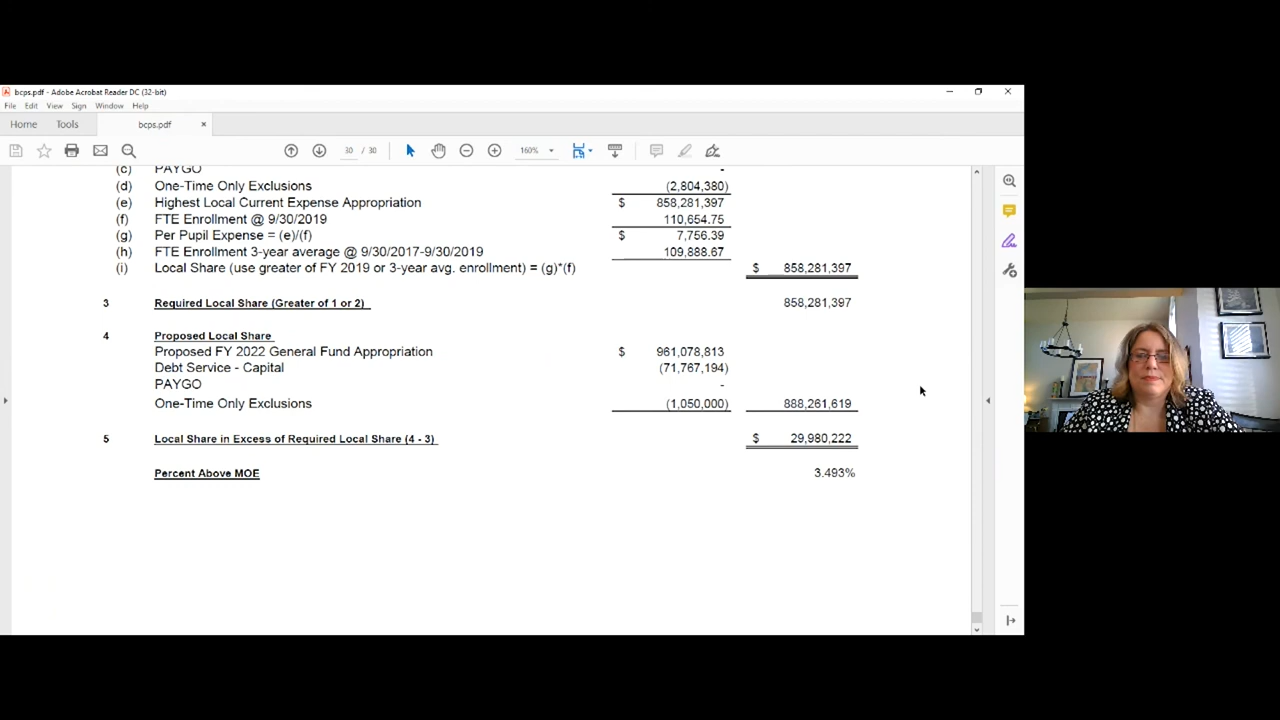 bcps.pdf - Adobe Acrobat Reader DC (32-bit)
File Edit View Sign Window Help
Home Tools bcps.pdf
30 / 30 160%
(c) PAYGO -
(d) One-Time Only Exclusions (2,804,380)
(e) Highest Local Current Expense Appropriation $ 858,281,397
(f) FTE Enrollment @ 9/30/2019 110,654.75
(g) Per Pupil Expense = (e)/(f) $ 7,756.39
(h) FTE Enrollment 3-year average @ 9/30/2017-9/30/2019 109,888.67
(i) Local Share (use greater of FY 2019 or 3-year avg. enrollment) = (g)*(f) $ 858,281,397
3 Required Local Share (Greater of 1 or 2) 858,281,397
4 Proposed Local Share
Proposed FY 2022 General Fund Appropriation $ 961,078,813
Debt Service - Capital (71,767,194)
PAYGO -
One-Time Only Exclusions (1,050,000) 888,261,619
5 Local Share in Excess of Required Local Share (4 - 3) $ 29,980,222
Percent Above MOE 3.493%